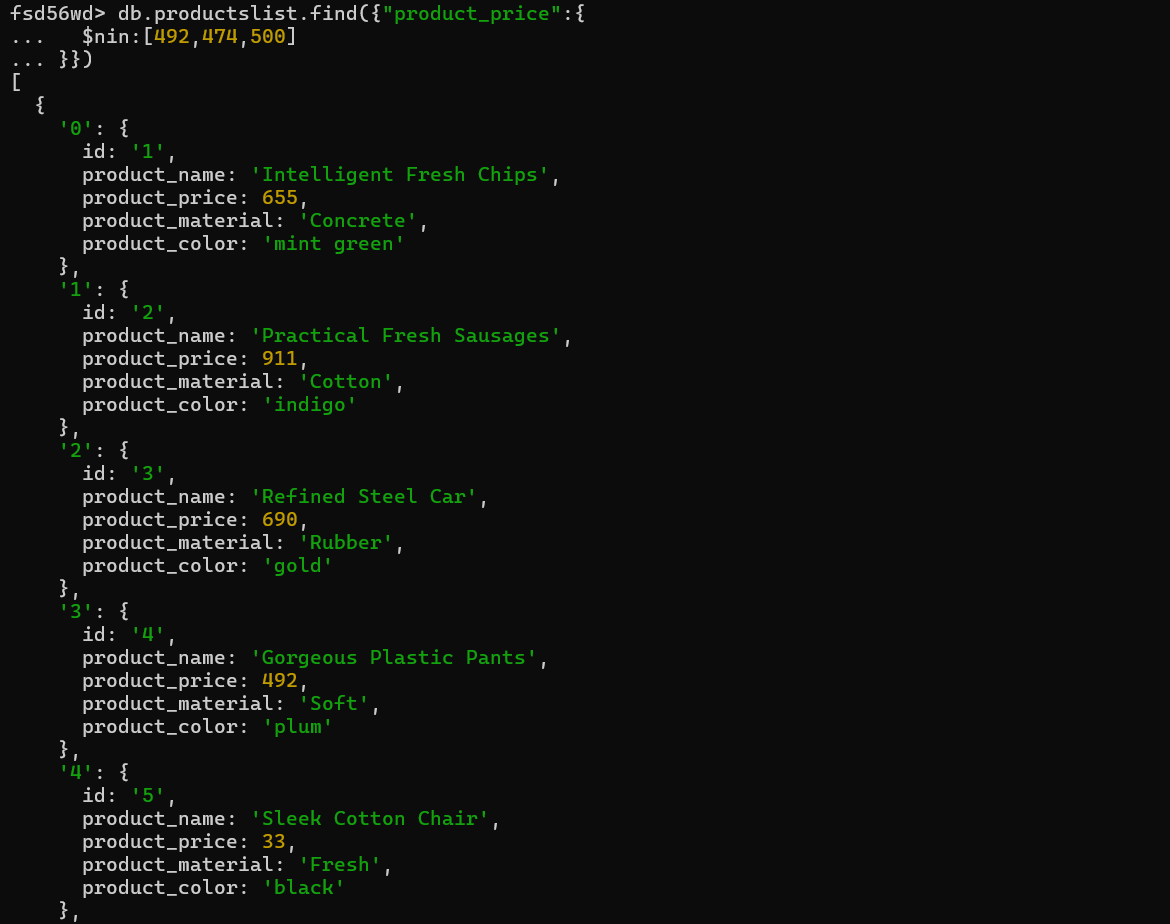 fsd56wd> db.productslist.find({"product_price":{
...   $nin:[492,474,500]
... }})
[
  {
    '0': {
      id: '1',
      product_name: 'Intelligent Fresh Chips',
      product_price: 655,
      product_material: 'Concrete',
      product_color: 'mint green'
    },
    '1': {
      id: '2',
      product_name: 'Practical Fresh Sausages',
      product_price: 911,
      product_material: 'Cotton',
      product_color: 'indigo'
    },
    '2': {
      id: '3',
      product_name: 'Refined Steel Car',
      product_price: 690,
      product_material: 'Rubber',
      product_color: 'gold'
    },
    '3': {
      id: '4',
      product_name: 'Gorgeous Plastic Pants',
      product_price: 492,
      product_material: 'Soft',
      product_color: 'plum'
    },
    '4': {
      id: '5',
      product_name: 'Sleek Cotton Chair',
      product_price: 33,
      product_material: 'Fresh',
      product_color: 'black'
    },